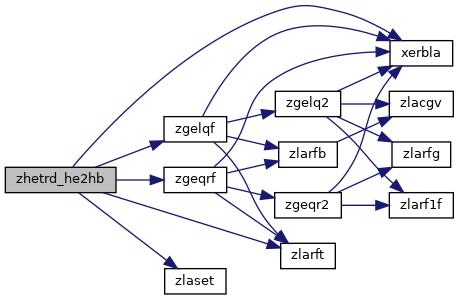 zhetrd_he2hb
zgelqf
zgeqrf
zlaset
zgelq2
zlarfb
zgeqr2
zlarft
xerbla
zlacgv
zlarfg
zlarf1f